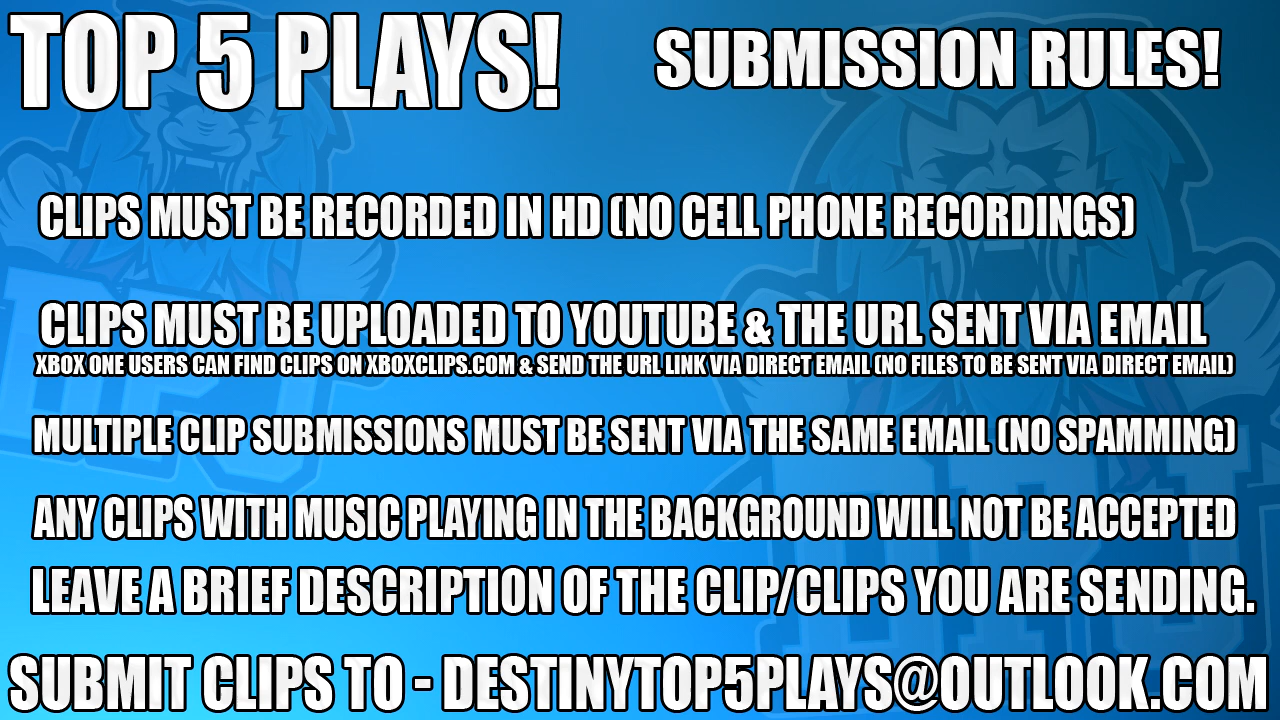 TOP 5 PLAYS!
SUBMISSION RULES!
CLIPS MUST BE RECORDED IN HD (NO CELL PHONE RECORDINGS)
CLIPS MUST BE UPLOADED TO YOUTUBE & THE URL SENT VIA EMAIL
XBOX ONE USERS CAN FIND CLIPS ON XBOXCLIPS.COM & SEND THE URL LINK VIA DIRECT EMAIL (NO FILES TO BE SENT VIA DIRECT EMAIL)
MULTIPLE CLIP SUBMISSIONS MUST BE SENT VIA THE SAME EMAIL (NO SPAMMING)
ANY CLIPS WITH MUSIC PLAYING IN THE BACKGROUND WILL NOT BE ACCEPTED
LEAVE A BRIEF DESCRIPTION OF THE CLIP/CLIPS YOU ARE SENDING.
SUBMIT CLIPS TO - DESTINYTOP5PLAYS@OUTLOOK.COM